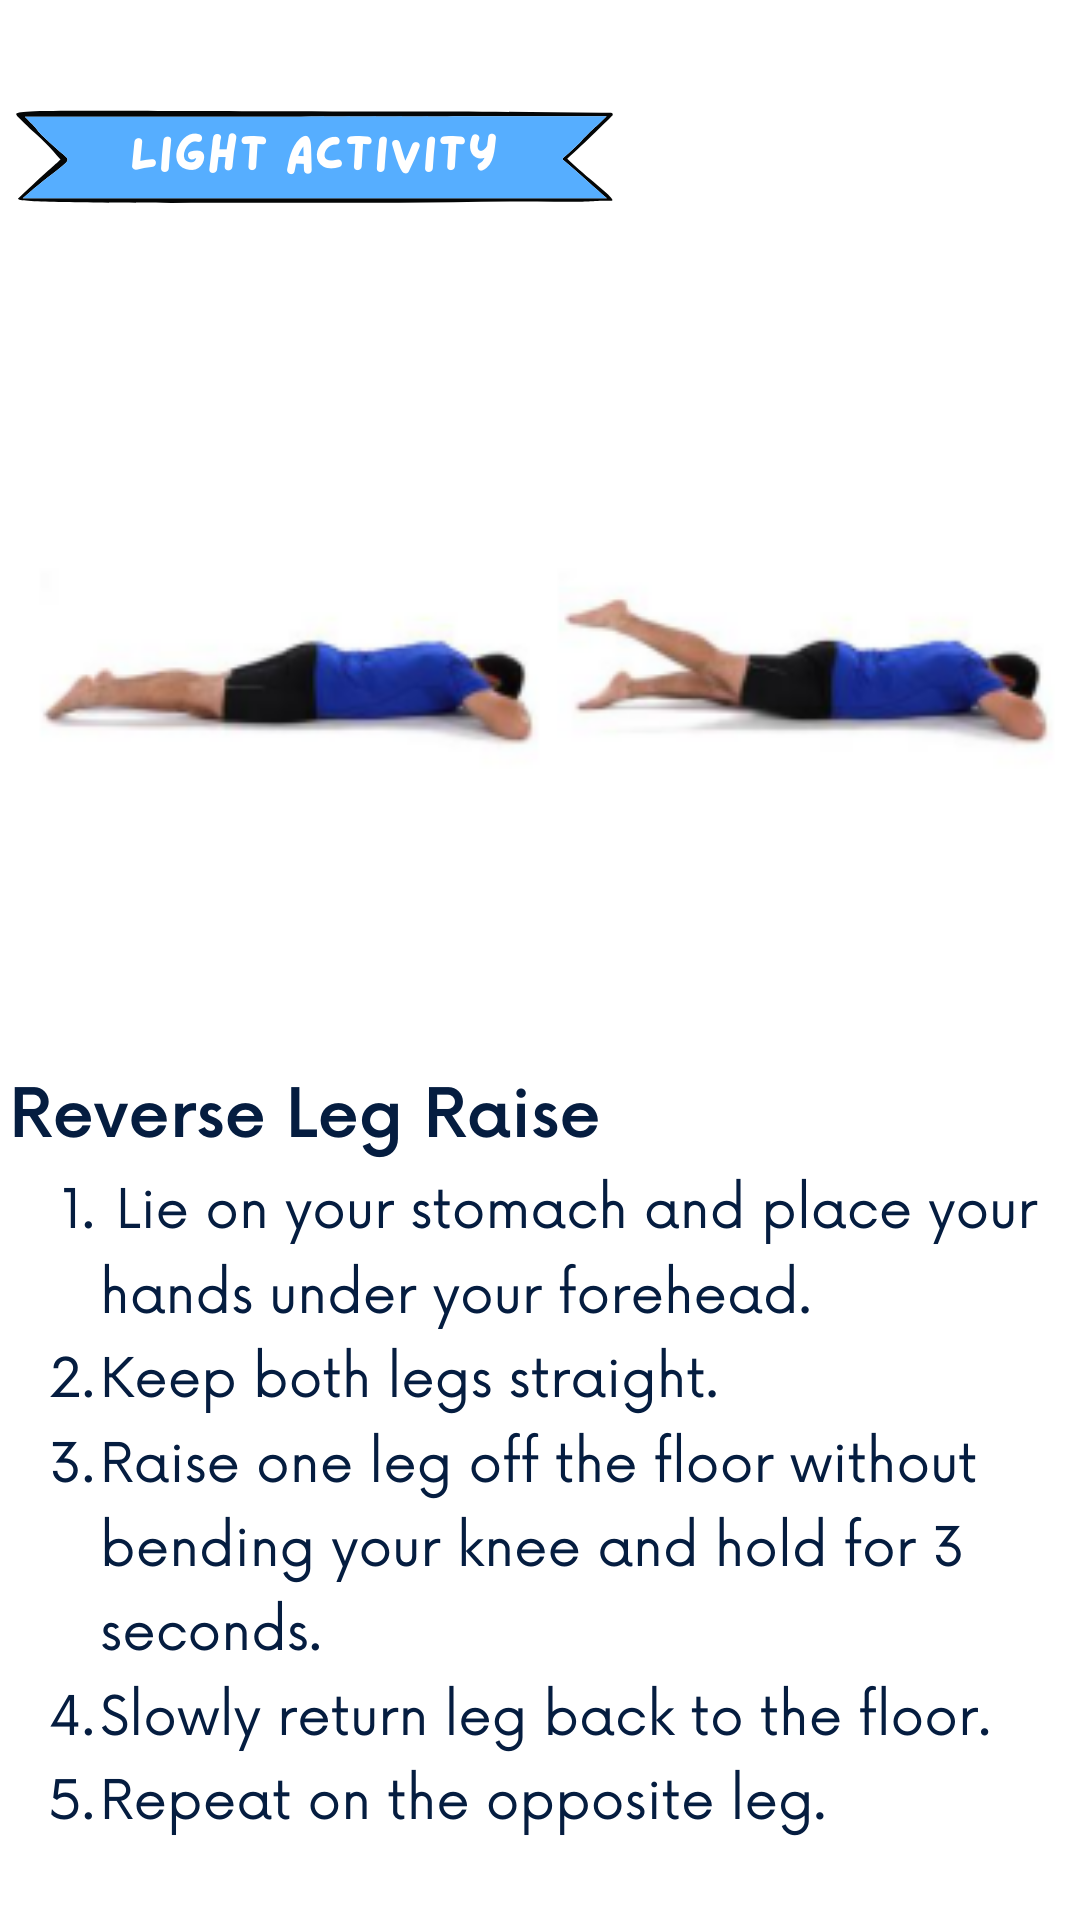 LIGHT ACTIVITY
Reverse Leg Raise
1. Lie on your stomach and place your
hands under your forehead.
2. Keep both legs straight.
3. Raise one leg off the floor without
bending your knee and hold for 3
seconds.
4. Slowly return leg back to the floor.
5. Repeat on the opposite leg.